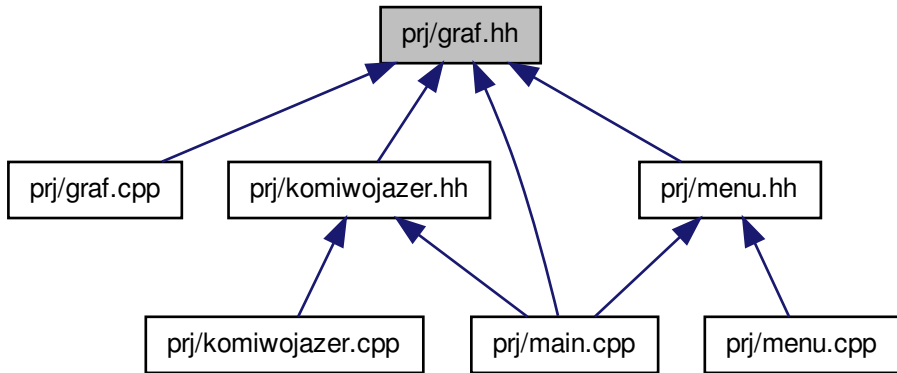 prj/graf.hh
prj/graf.cpp
prj/komiwojazer.hh
prj/menu.hh
prj/komiwojazer.cpp
prj/main.cpp
prj/menu.cpp